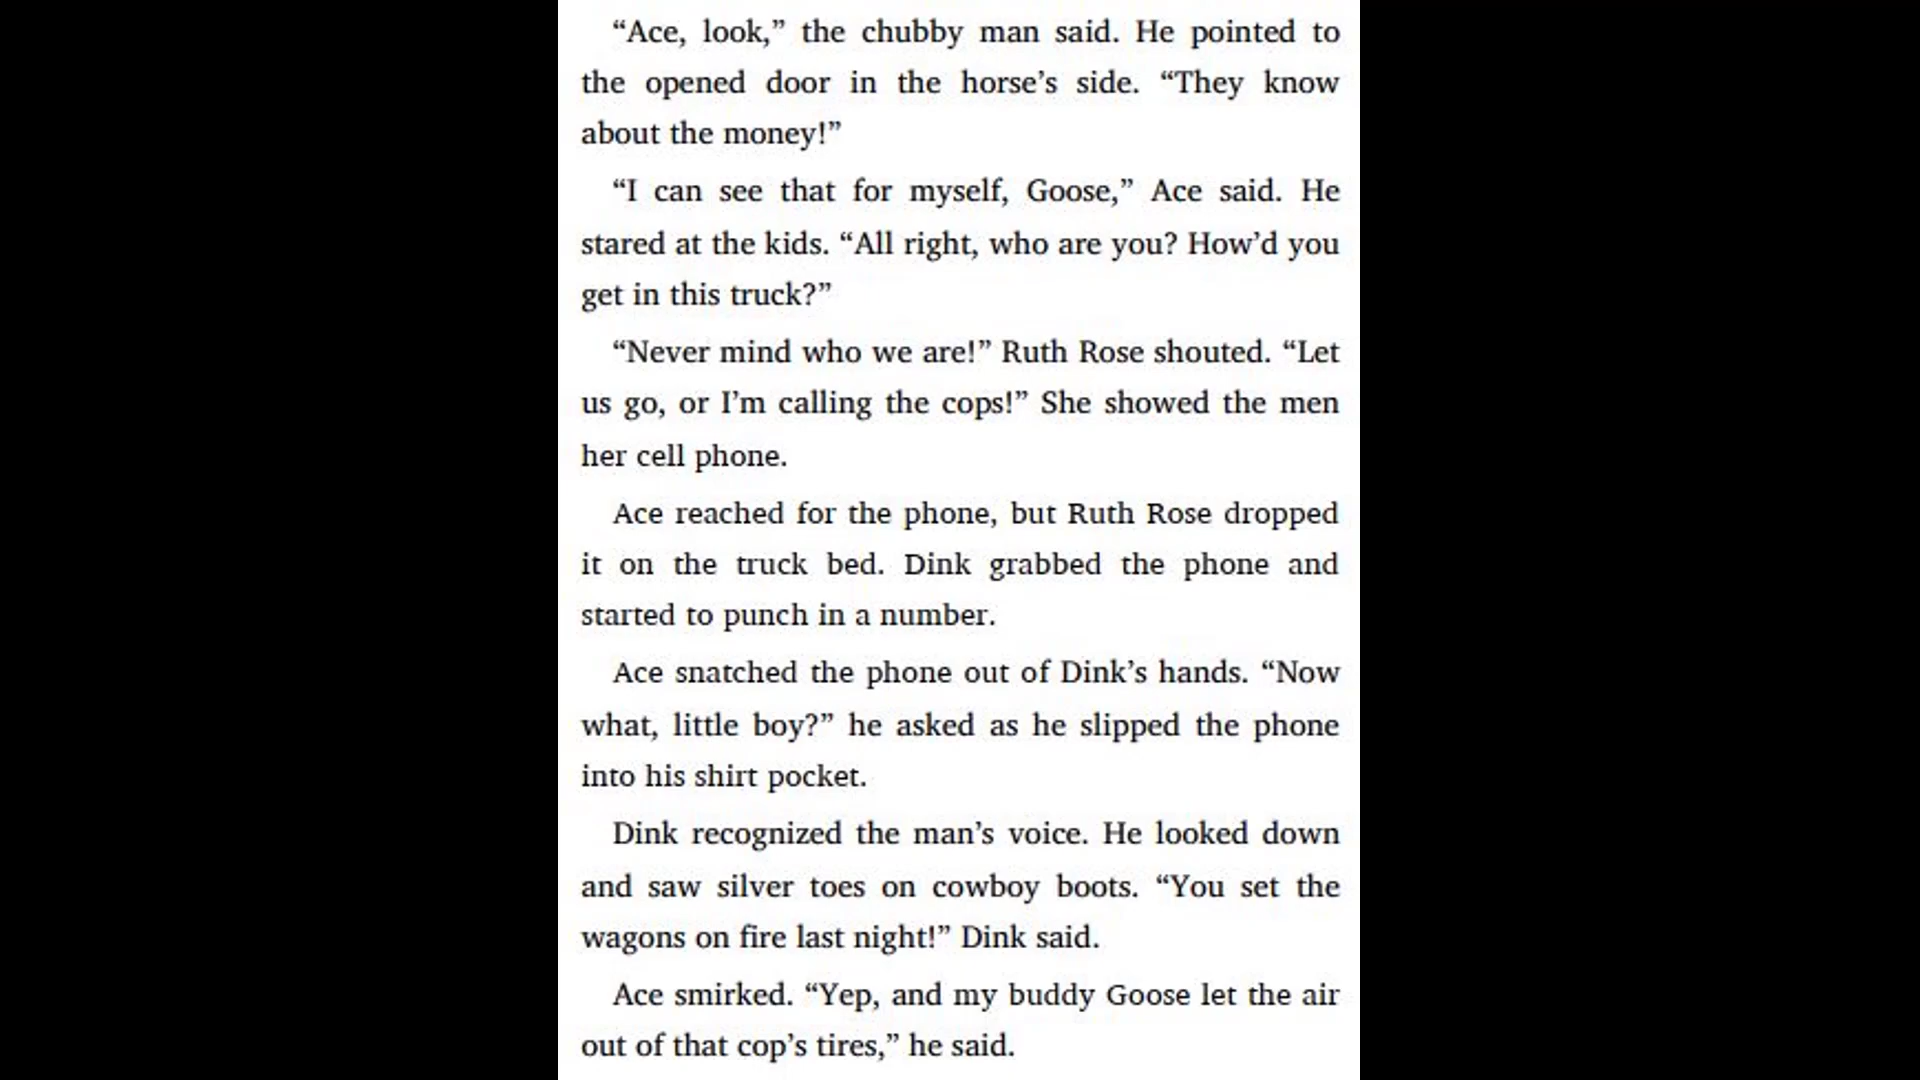 “Ace, look,” the chubby man said. He pointed to
the opened door in the horse’s side. “They know
about the money!”
“I can see that for myself, Goose,” Ace said. He
stared at the kids. “All right, who are you? How’d you
get in this truck?”
“Never mind who we are!” Ruth Rose shouted. “Let
us go, or I’m calling the cops!” She showed the men
her cell phone.
Ace reached for the phone, but Ruth Rose dropped
it on the truck bed. Dink grabbed the phone and
started to punch in a number.
Ace snatched the phone out of Dink’s hands. “Now
what, little boy?” he asked as he slipped the phone
into his shirt pocket.
Dink recognized the man’s voice. He looked down
and saw silver toes on cowboy boots. “You set the
wagons on fire last night!” Dink said.
Ace smirked. “Yep, and my buddy Goose let the air
out of that cop’s tires,” he said.